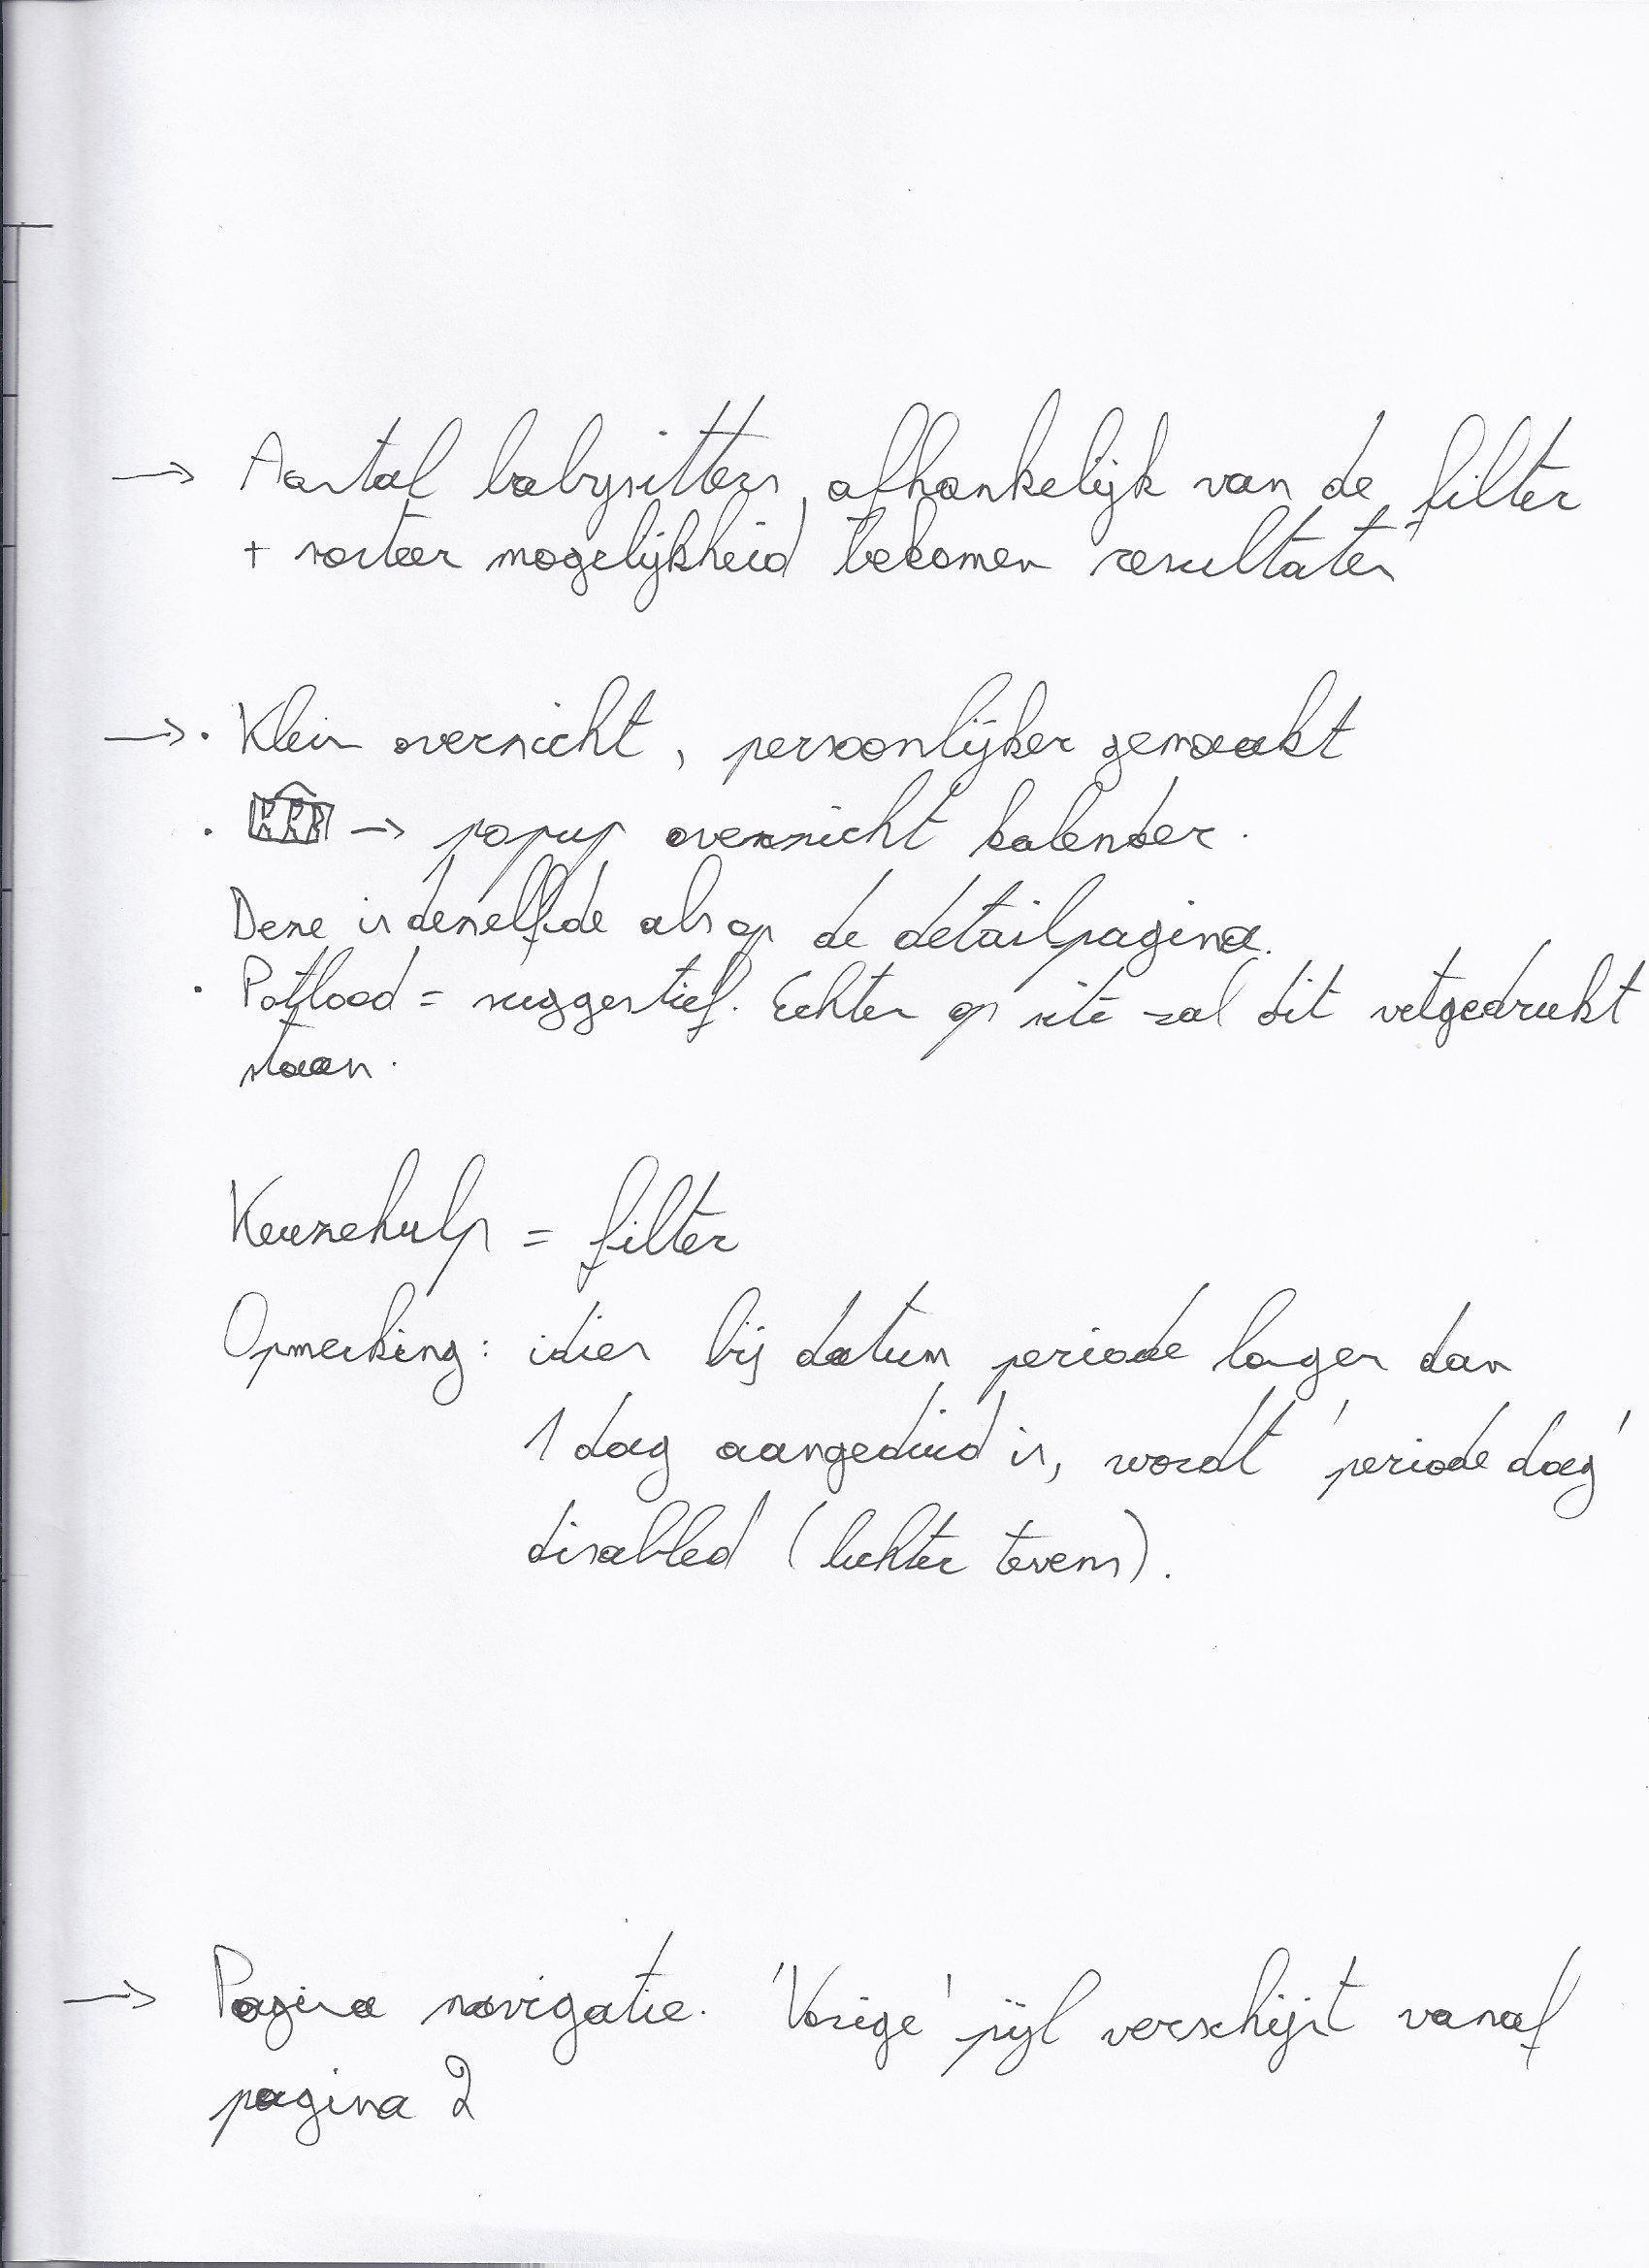 → Aantal babysitters, afhankelijk van de filter
+ sorteer mogelijkheid bekomen resultaten
→ • Klein overzicht, persoonlijker gemaakt
• → popup overzicht kalender.
Deze is dezelfde als op de detailpagina.
• Potlood = suggestief. Echter op site zal dit vetgedrukt
staan.
Keuzehulp = filter
Opmerking: idien bij datum periode langer dan
1 dag aangeduid is, wordt 'periode dag'
disabled (lichter tevens).
→ Pagina navigatie. 'Vorige' pijl verschijnt vanaf
pagina 2